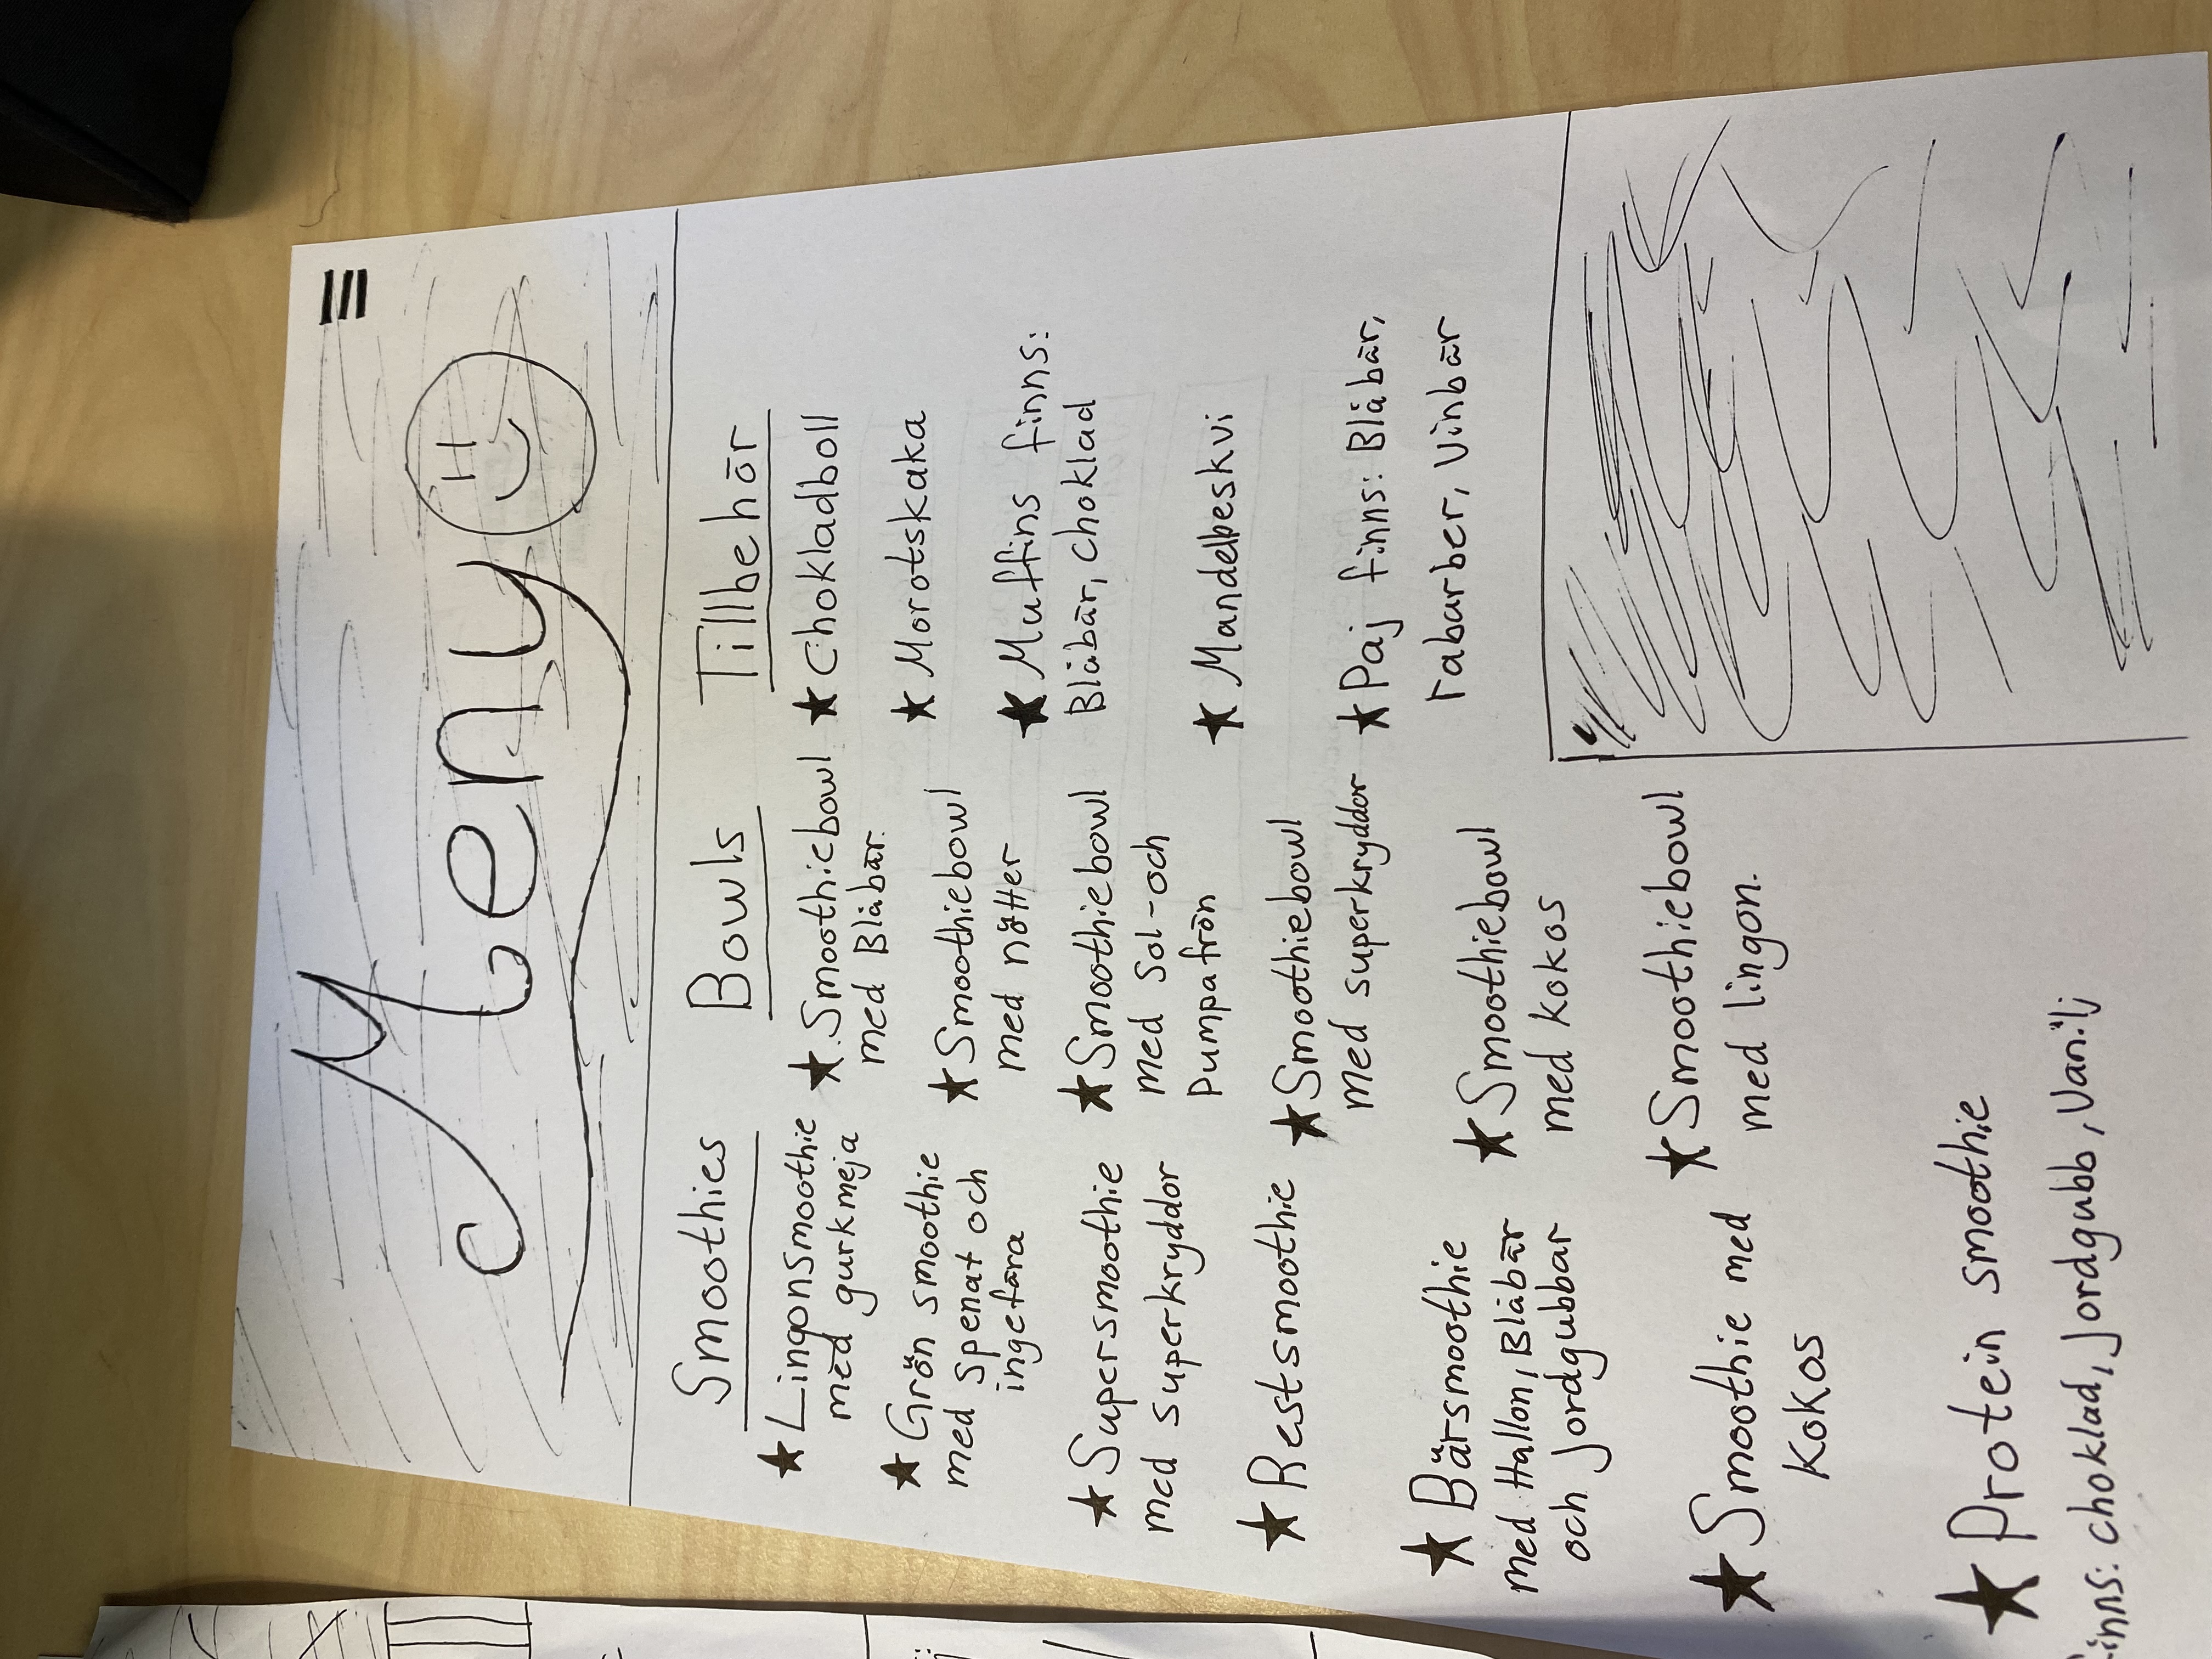 Meny
Smoothies
★ Lingonsmoothie
med gurkmeja
★ Grön smoothie
med spenat och
ingefära
★ Supersmoothie
med superkryddor
★ Restsmoothie
★ Bärsmoothie
med Hallon, Blåbär
och Jordgubbar
★ Smoothie med
Kokos
★ Protein smoothie
finns: choklad, Jordgubb, Vanilj
Bowls
★ Smoothiebowl
med Blåbär.
★ Smoothiebowl
med nötter
★ Smoothiebowl
med Sol-och
Pumpafrön
★ Smoothiebowl
med superkryddor
★ Smoothiebowl
med kokos
★ Smoothiebowl
med lingon.
Tillbehör
★ Chokladboll
★ Morotskaka
★ Muffins finns:
Blåbär, choklad
★ Mandelbeskvi
★ Paj finns: Blåbär,
rabarber, Vinbär